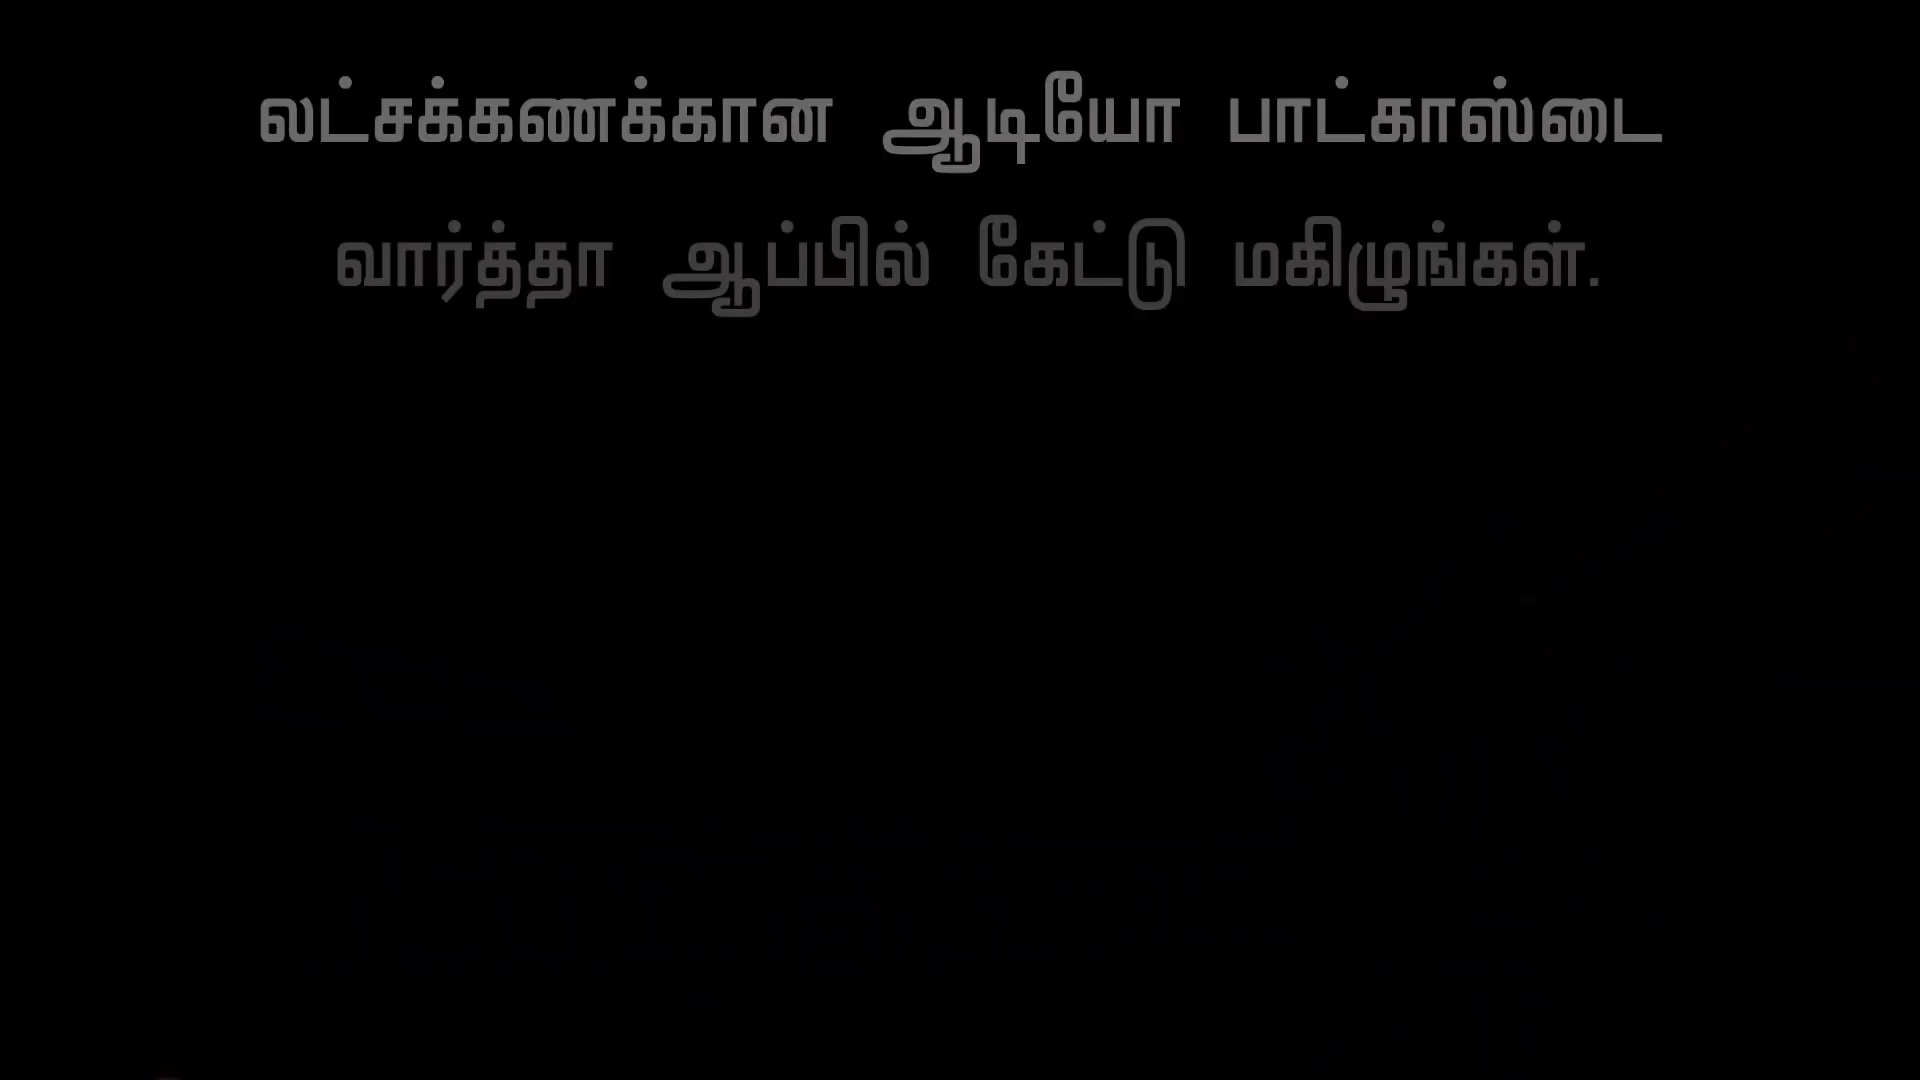 லட்சக்கணக்கான ஆடியோ பாட்காஸ்டை
வார்த்தா ஆப்பில் கேட்டு மகிழுங்கள்.